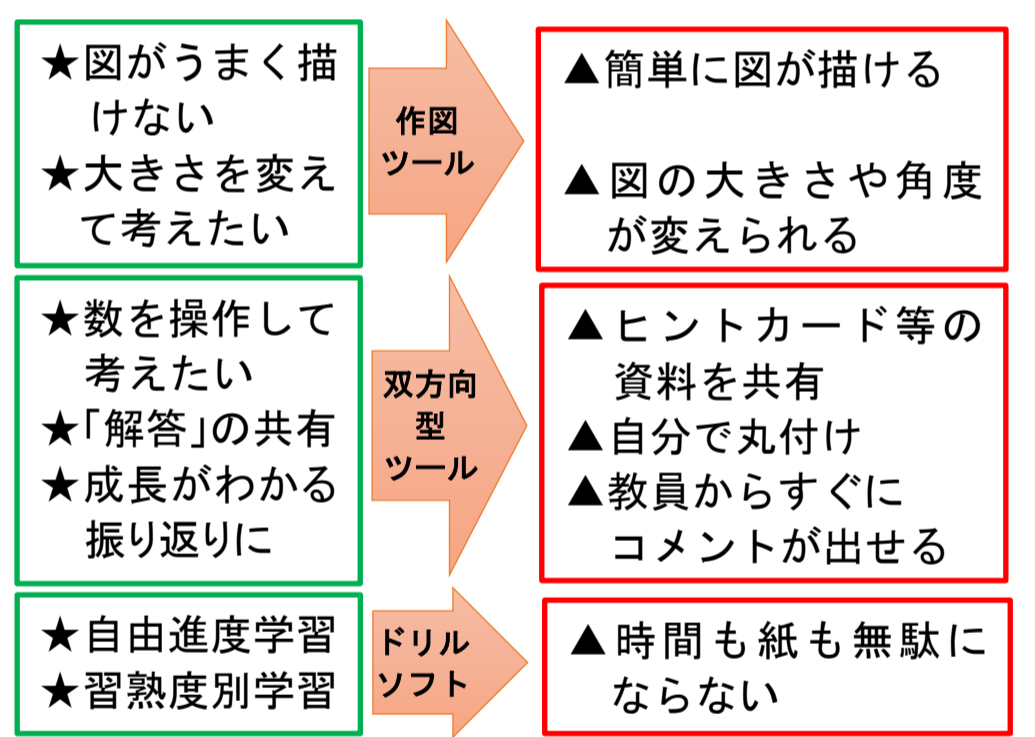 ★図がうまく描
けない
★大きさを変え
て考えたい
作図
ツール
▲簡単に図が描ける
▲図の大きさや角度
が変えられる
★数を操作して
考えたい
★｢解答｣の共有
★成長がわかる
振り返りに
双方向
型
ツール
▲ヒントカード等の
資料を共有
▲自分で丸付け
▲教員からすぐに
コメントが出せる
★自由進度学習
★習熟度別学習
ドリル
ソフト
▲時間も紙も無駄に
ならない